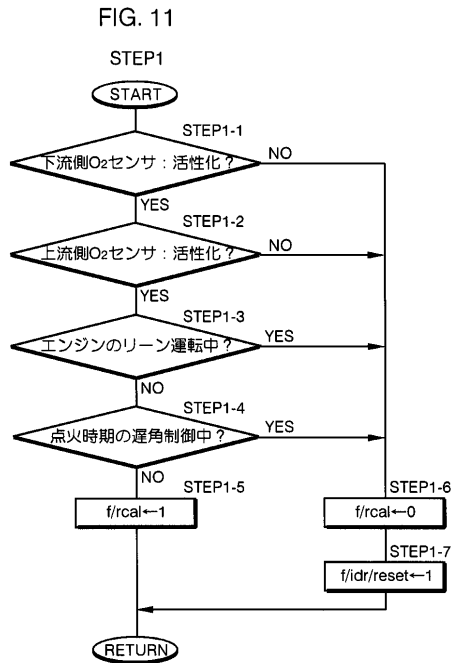 FIG. 11
STEP1
START
STEP1-1
下流側O2センサ：活性化？
NO
YES
STEP1-2
上流側O2センサ：活性化？
NO
YES
STEP1-3
エンジンのリーン運転中？
YES
NO
STEP1-4
点火時期の遅角制御中？
YES
NO
STEP1-5
f/rcal←1
STEP1-6
f/rcal←0
STEP1-7
f/idr/reset←1
RETURN